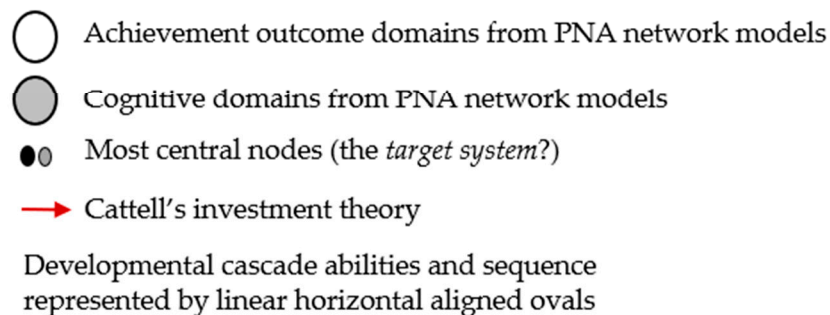 Achievement outcome domains from PNA network models
Cognitive domains from PNA network models
Most central nodes (the target system?)
Cattell's investment theory
Developmental cascade abilities and sequence
represented by linear horizontal aligned ovals